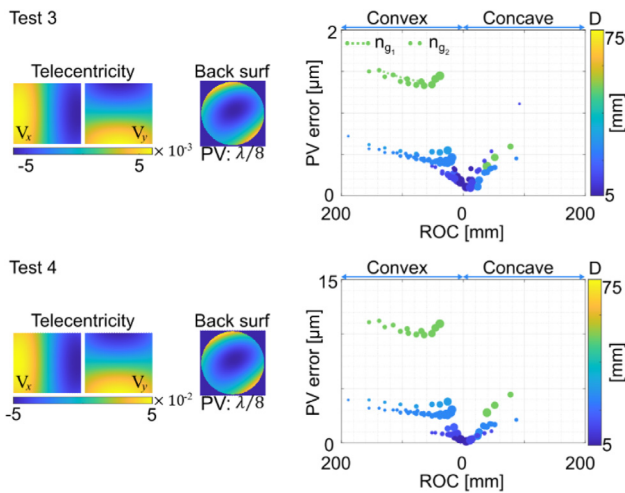 Test 3
Telecentricity
Back surf
Vx
Vy
-5
5
× 10⁻³
PV: λ/8
Convex
Concave
D
n_g₁
n_g₂
2
0
PV error [μm]
200
0
200
ROC [mm]
75
5
[mm]
Test 4
Telecentricity
Back surf
Vx
Vy
-5
5
× 10⁻²
PV: λ/8
Convex
Concave
D
15
0
PV error [μm]
200
0
200
ROC [mm]
75
5
[mm]